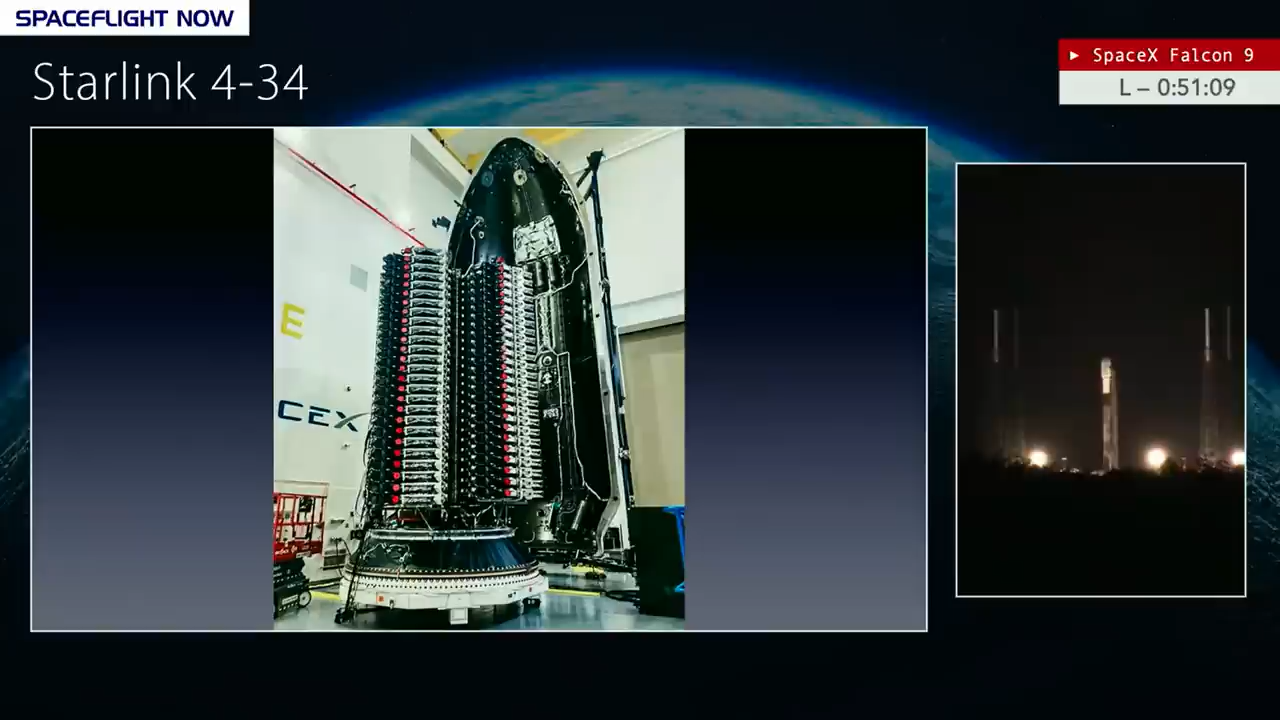 SPACEFLIGHT NOW
Starlink 4-34
▶ SpaceX Falcon 9
L – 0:51:09
E
CEX